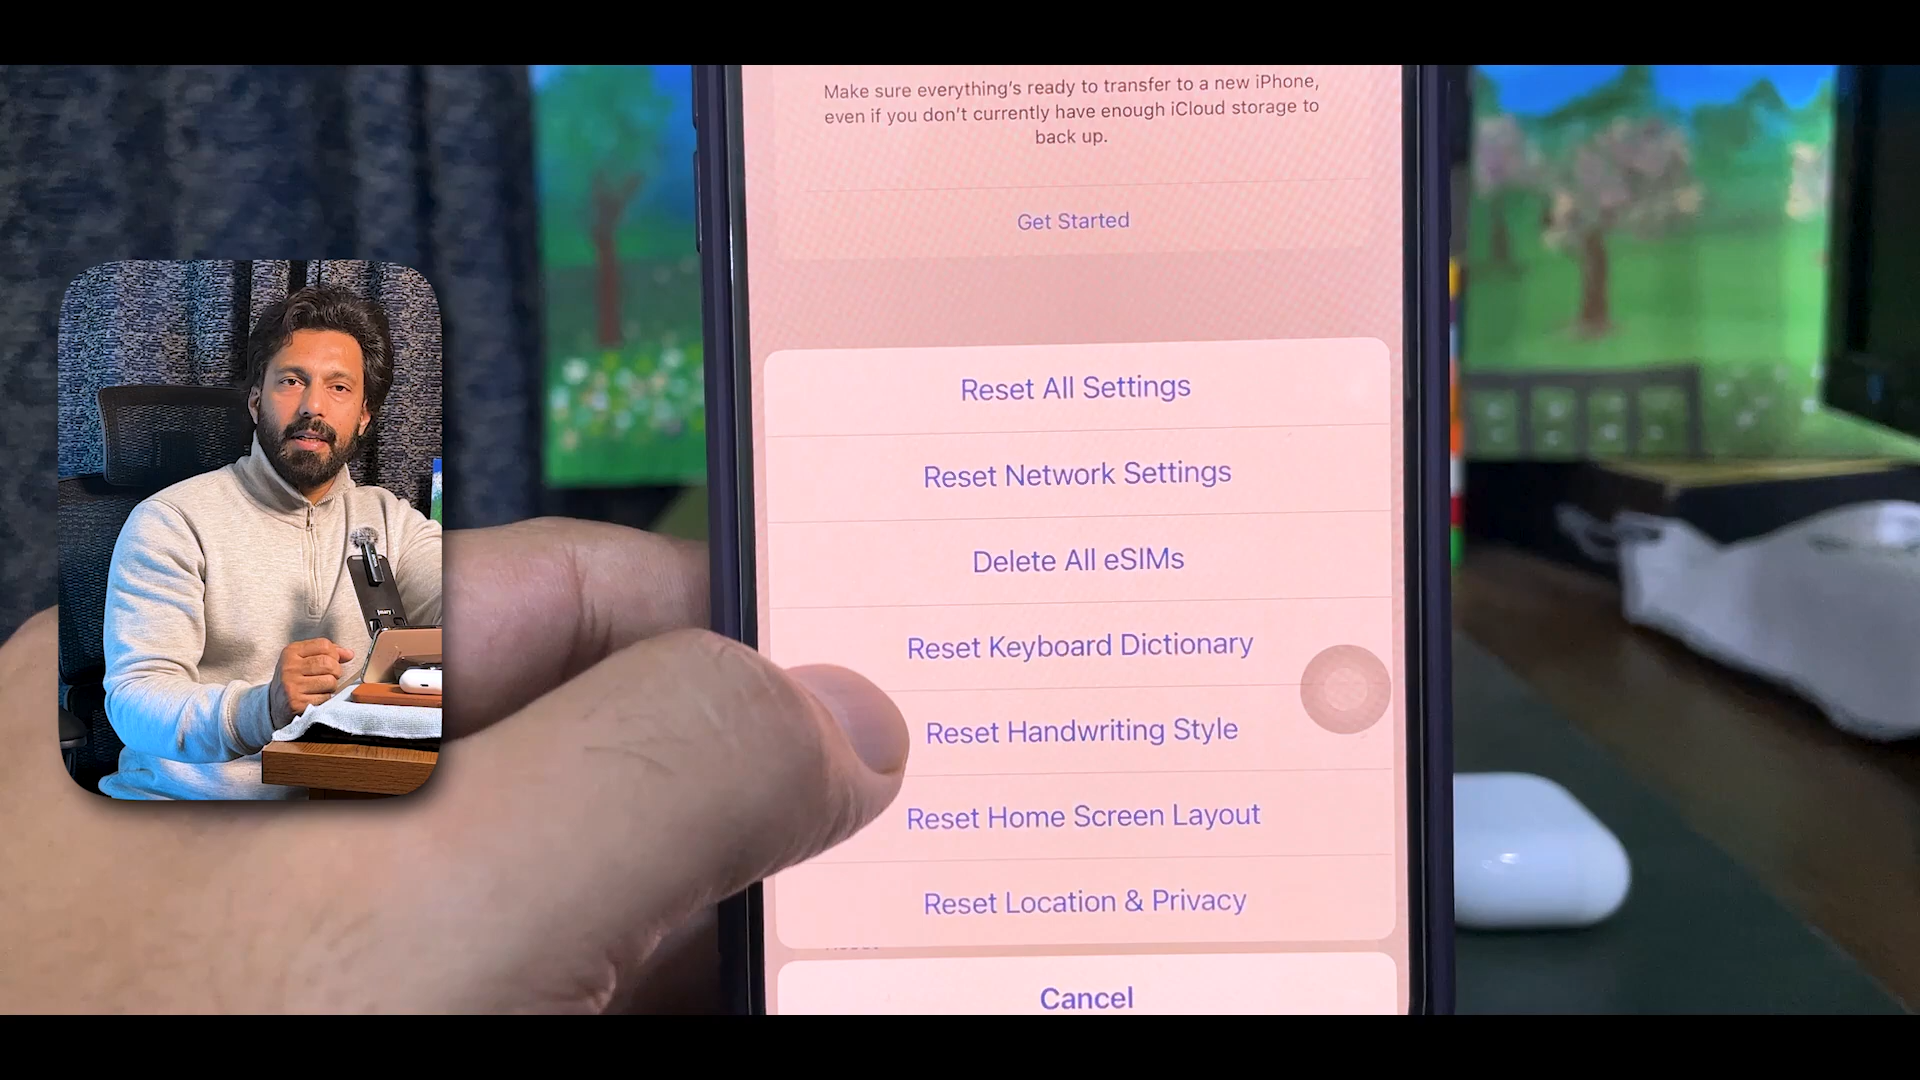 Make sure everything's ready to transfer to a new iPhone,
even if you don't currently have enough iCloud storage to
back up.
Get Started
Reset All Settings
Reset Network Settings
Delete All eSIMs
Reset Keyboard Dictionary
Reset Handwriting Style
Reset Home Screen Layout
Reset Location & Privacy
Cancel